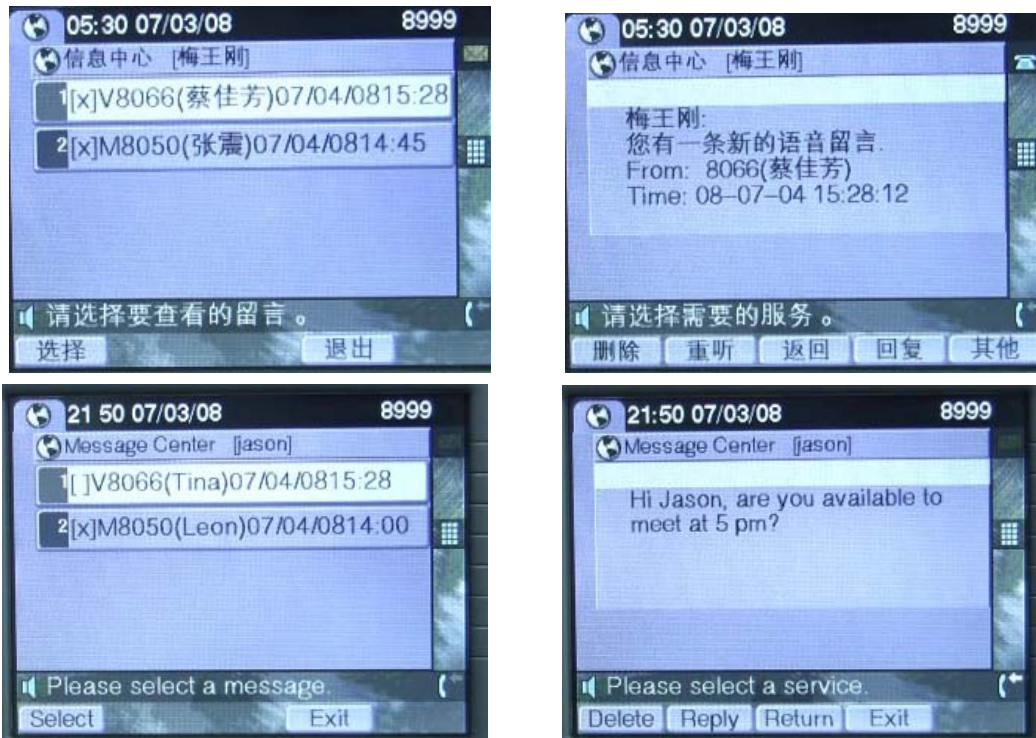 05:30 07/03/08 8999
信息中心 [梅王刚]
1[x]V8066(蔡佳芳)07/04/0815:28
2[x]M8050(张震)07/04/0814:45
请选择要查看的留言。
选择 退出
05:30 07/03/08 8999
信息中心 [梅王刚]
梅王刚:
您有一条新的语音留言.
From: 8066(蔡佳芳)
Time: 08-07-04 15:28:12
请选择需要的服务。
删除 重听 返回 回复 其他
21 50 07/03/08 8999
Message Center [jason]
1[ ]V8066(Tina)07/04/0815:28
2[x]M8050(Leon)07/04/0814:00
Please select a message.
Select Exit
21:50 07/03/08 8999
Message Center [jason]
Hi Jason, are you available to
meet at 5 pm?
Please select a service.
Delete Reply Return Exit